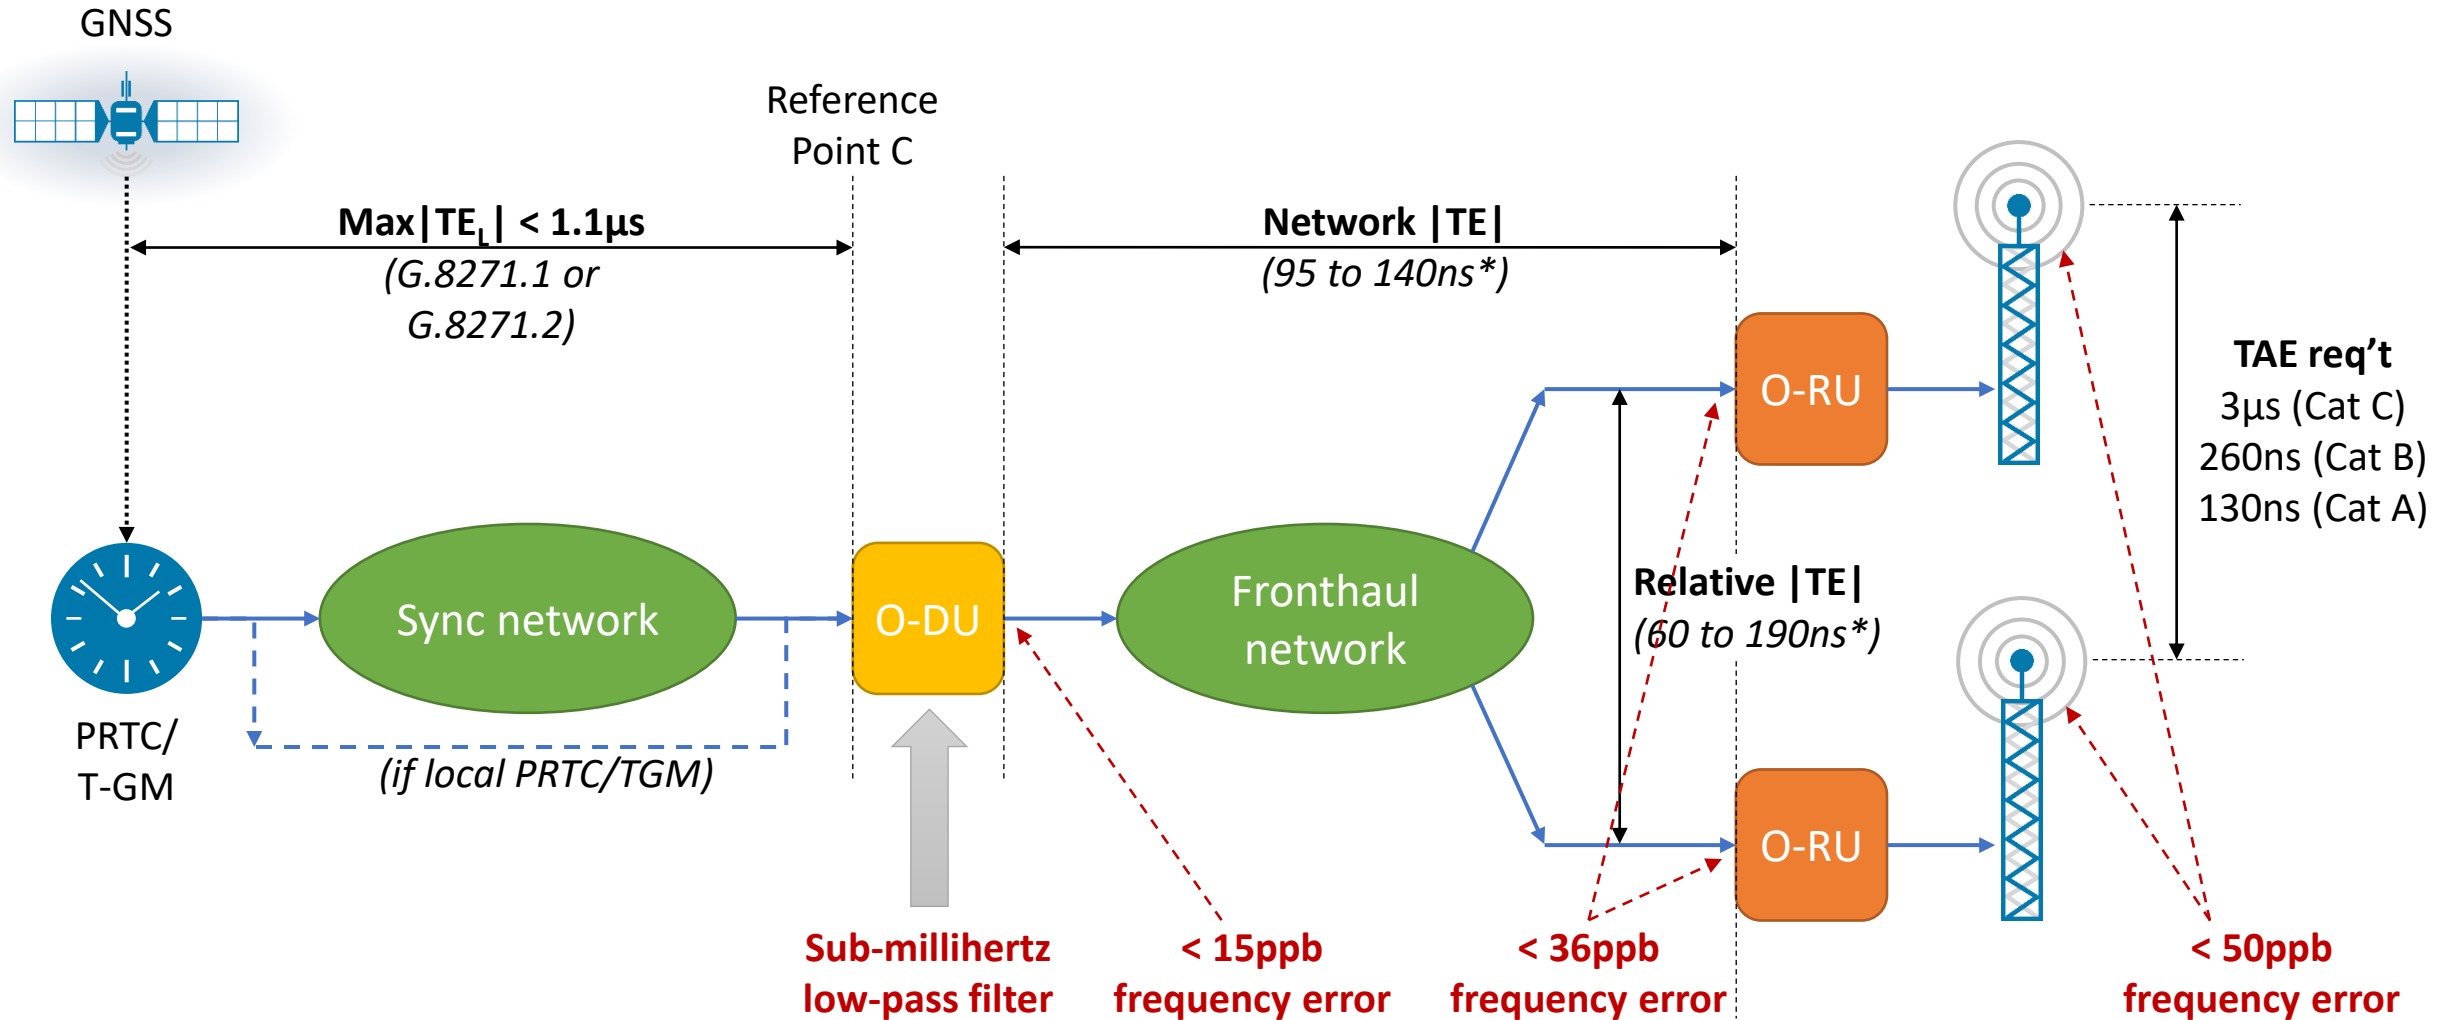 GNSS
Reference
Point C
Max|TEL| < 1.1µs
(G.8271.1 or
G.8271.2)
Network |TE|
(95 to 140ns*)
O-RU
TAE req't
3µs (Cat C)
260ns (Cat B)
130ns (Cat A)
Relative |TE|
(60 to 190ns*)
Sync network
O-DU
Fronthaul
network
PRTC/
T-GM
(if local PRTC/TGM)
O-RU
Sub-millihertz
low-pass filter
< 15ppb
frequency error
< 36ppb
frequency error
< 50ppb
frequency error